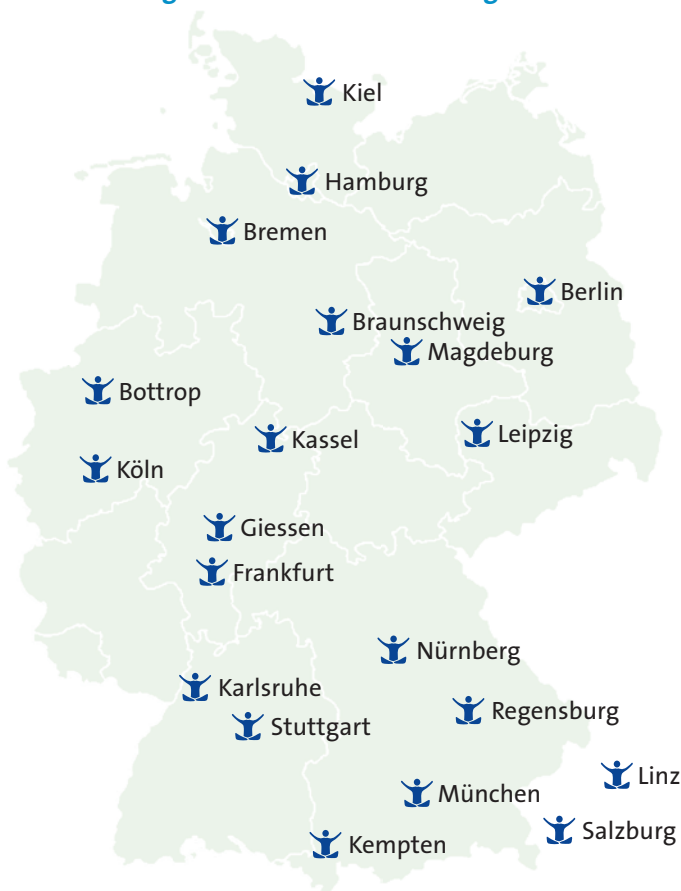 Kiel
Hamburg
Bremen
Berlin
Braunschweig
Magdeburg
Bottrop
Kassel
Leipzig
Köln
Giessen
Frankfurt
Nürnberg
Karlsruhe
Regensburg
Stuttgart
Linz
München
Salzburg
Kempten